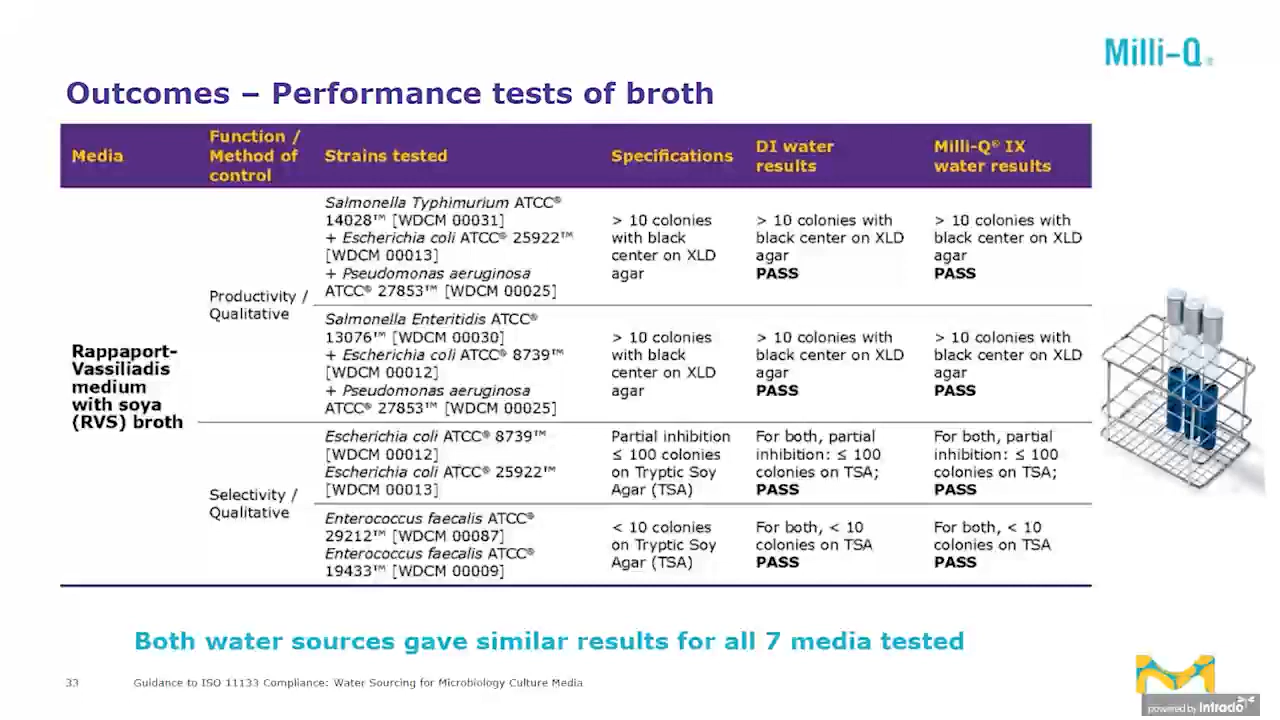 Milli-Q®
Outcomes – Performance tests of broth
Media
Function /
Method of
control
Strains tested
Specifications
DI water
results
Milli-Q® IX
water results
Rappaport-
Vassiliadis
medium
with soya
(RVS) broth
Productivity /
Qualitative
Salmonella Typhimurium ATCC®
14028™ [WDCM 00031]
+ Escherichia coli ATCC® 25922™
[WDCM 00013]
+ Pseudomonas aeruginosa
ATCC® 27853™ [WDCM 00025]
> 10 colonies
with black
center on XLD
agar
> 10 colonies with
black center on XLD
agar
PASS
> 10 colonies with
black center on XLD
agar
PASS
Salmonella Enteritidis ATCC®
13076™ [WDCM 00030]
+ Escherichia coli ATCC® 8739™
[WDCM 00012]
+ Pseudomonas aeruginosa
ATCC® 27853™ [WDCM 00025]
> 10 colonies
with black
center on XLD
agar
> 10 colonies with
black center on XLD
agar
PASS
> 10 colonies with
black center on XLD
agar
PASS
Selectivity /
Qualitative
Escherichia coli ATCC® 8739™
[WDCM 00012]
Escherichia coli ATCC® 25922™
[WDCM 00013]
Partial inhibition
≤ 100 colonies
on Tryptic Soy
Agar (TSA)
For both, partial
inhibition: ≤ 100
colonies on TSA;
PASS
For both, partial
inhibition: ≤ 100
colonies on TSA;
PASS
Enterococcus faecalis ATCC®
29212™ [WDCM 00087]
Enterococcus faecalis ATCC®
19433™ [WDCM 00009]
< 10 colonies
on Tryptic Soy
Agar (TSA)
For both, < 10
colonies on TSA
PASS
For both, < 10
colonies on TSA
PASS
Both water sources gave similar results for all 7 media tested
33
Guidance to ISO 11133 Compliance: Water Sourcing for Microbiology Culture Media
M
powered by intrado